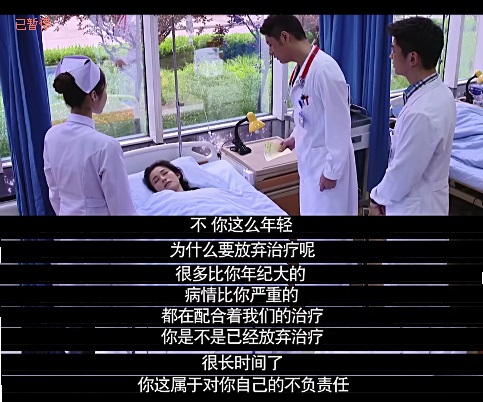 已暂停
不 你这么年轻
为什么要放弃治疗呢
很多比你年纪大的
病情比你严重的
都在配合着我们的治疗
你是不是已经放弃治疗
很长时间了
你这属于对你自己的不负责任